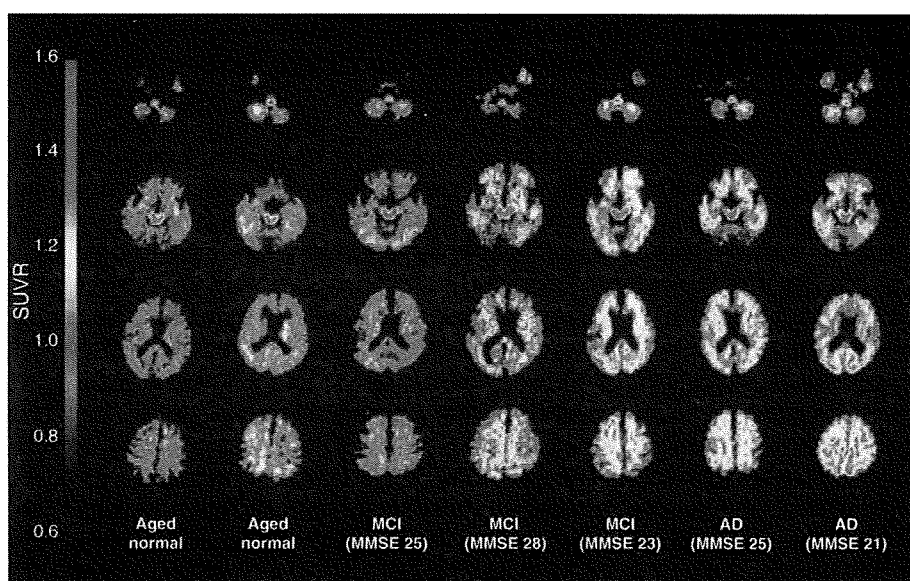 1.6
1.4
1.2
1.0
0.8
0.6
SUVR
Aged
normal
Aged
normal
MCI
(MMSE 25)
MCI
(MMSE 28)
MCI
(MMSE 23)
AD
(MMSE 25)
AD
(MMSE 21)